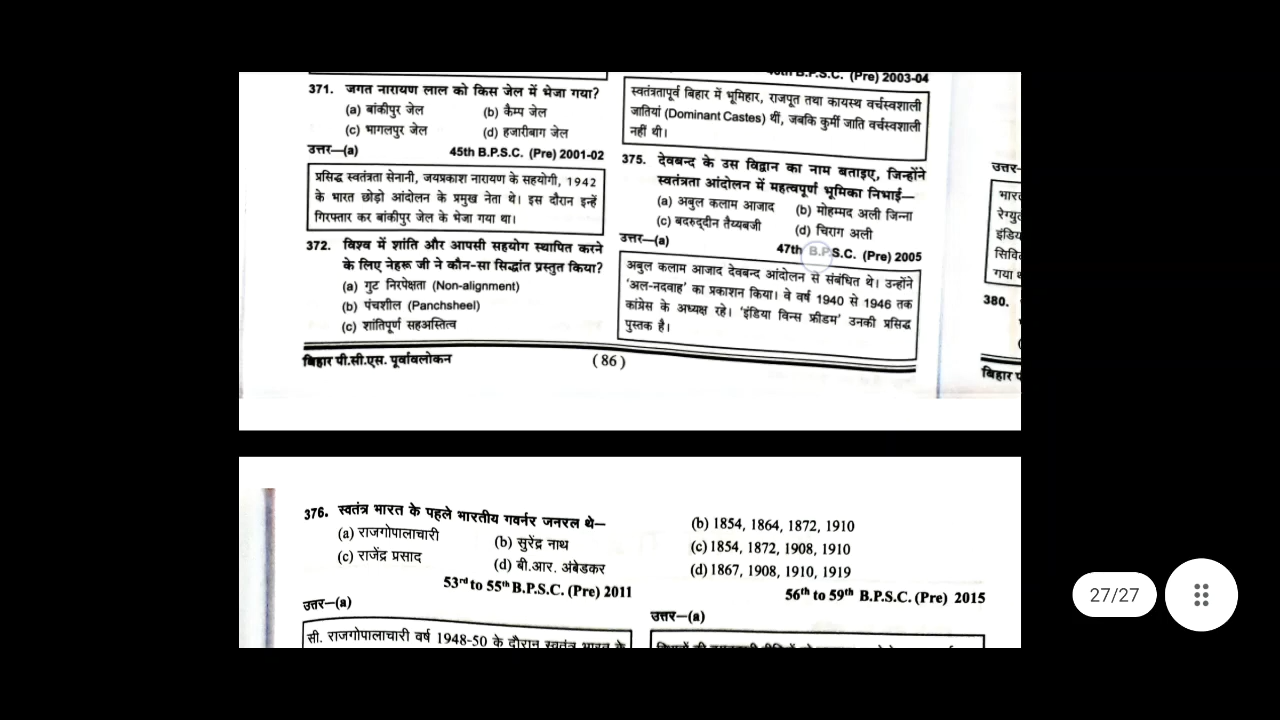 371. जगत नारायण लाल को किस जेल में भेजा गया?
(a) बांकीपुर जेल (b) कैम्प जेल
(c) भागलपुर जेल (d) हजारीबाग जेल
उत्तर—(a) 45th B.P.S.C. (Pre) 2001-02
प्रसिद्ध स्वतंत्रता सेनानी, जयप्रकाश नारायण के सहयोगी, 1942
के भारत छोड़ो आंदोलन के प्रमुख नेता थे। इस दौरान इन्हें
गिरफ्तार कर बांकीपुर जेल के भेजा गया था।
372. विश्व में शांति और आपसी सहयोग स्थापित करने
के लिए नेहरू जी ने कौन-सा सिद्धांत प्रस्तुत किया?
(a) गुट निरपेक्षता (Non-alignment)
(b) पंचशील (Panchsheel)
(c) शांतिपूर्ण सहअस्तित्व
B.P.S.C. (Pre) 2003-04
स्वतंत्रतापूर्व बिहार में भूमिहार, राजपूत तथा कायस्थ वर्चस्वशाली
जातियां (Dominant Castes) थीं, जबकि कुर्मी जाति वर्चस्वशाली
नहीं थी।
375. देवबन्द के उस विद्वान का नाम बताइए, जिन्होंने
स्वतंत्रता आंदोलन में महत्वपूर्ण भूमिका निभाई—
(a) अबुल कलाम आजाद (b) मोहम्मद अली जिन्ना
(c) बदरुद्दीन तैय्यबजी (d) चिराग अली
उत्तर—(a) 47th B.P.S.C. (Pre) 2005
अबुल कलाम आजाद देवबन्द आंदोलन से संबंधित थे। उन्होंने
'अल-नदवाह' का प्रकाशन किया। वे वर्ष 1940 से 1946 तक
कांग्रेस के अध्यक्ष रहे। 'इंडिया विन्स फ्रीडम' उनकी प्रसिद्ध
पुस्तक है।
उत्तर—
भार
इंडिय
सिवि
गया
380.
बिहार पी.सी.एस. पूर्वावलोकन (86)
बिहार
376. स्वतंत्र भारत के पहले भारतीय गवर्नर जनरल थे—
(a) राजगोपालाचारी (b) सुरेंद्र नाथ
(c) राजेंद्र प्रसाद (d) बी.आर. अंबेडकर
53rd to 55th B.P.S.C. (Pre) 2011
उत्तर—(a)
सी. राजगोपालाचारी वर्ष 1948-50 के दौरान स्वतंत्र भारत के
(b) 1854, 1864, 1872, 1910
(c) 1854, 1872, 1908, 1910
(d) 1867, 1908, 1910, 1919
56th to 59th B.P.S.C. (Pre) 2015
उत्तर—(a)
27/27